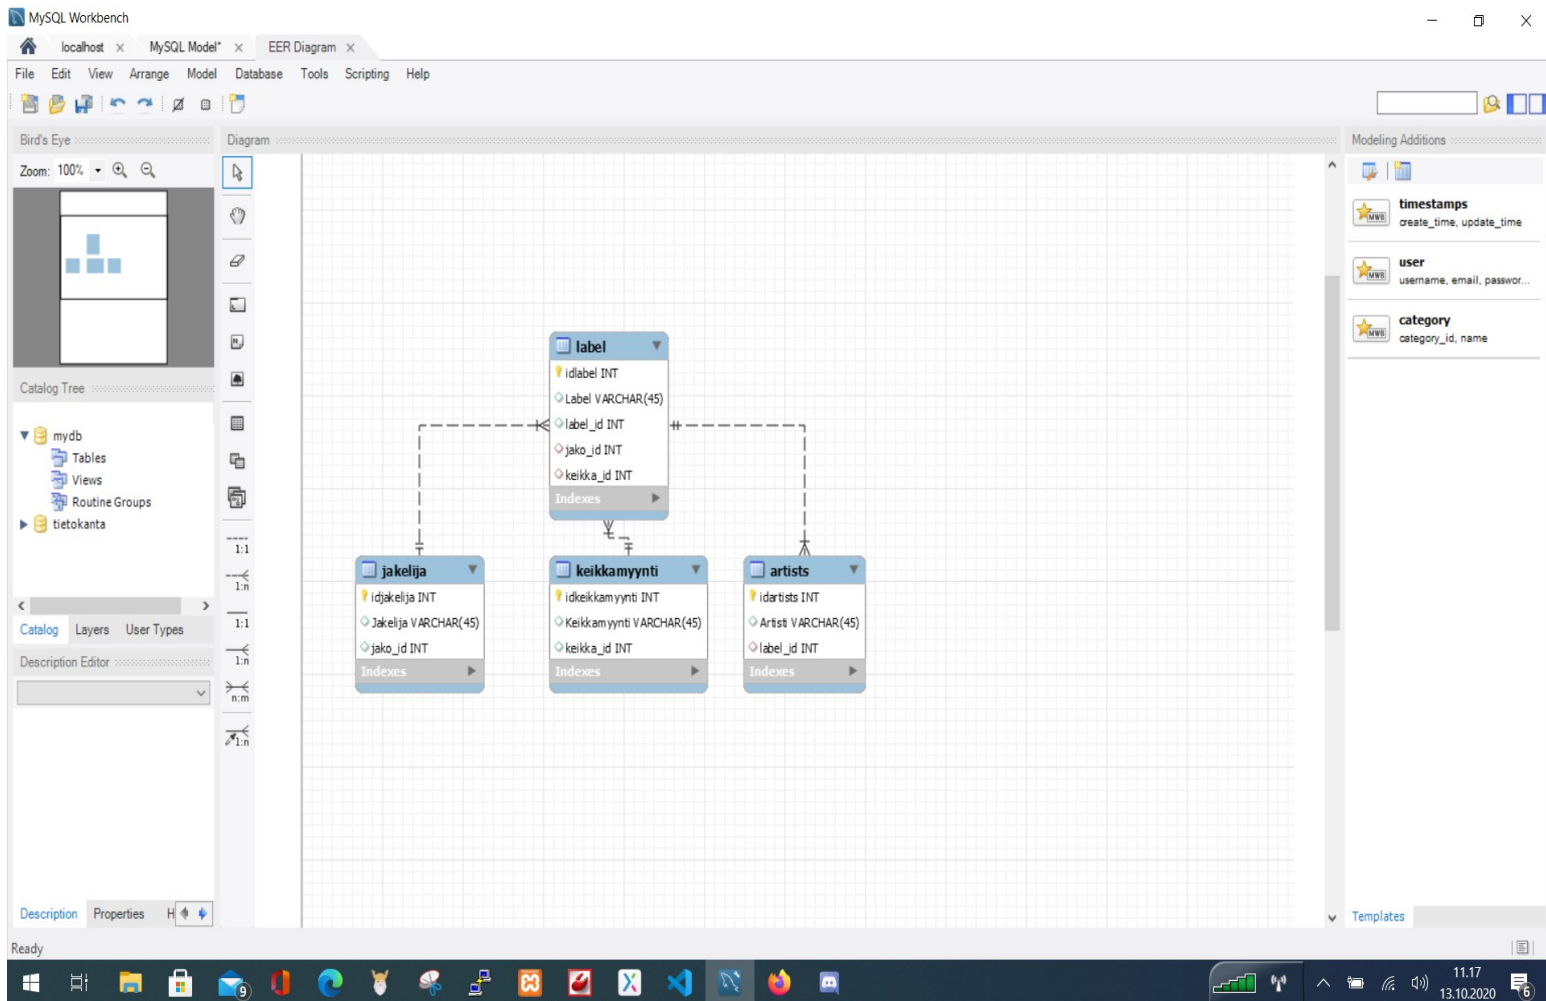 MySQL Workbench
localhost MySQL Model* EER Diagram
File Edit View Arrange Model Database Tools Scripting Help
Bird's Eye Diagram Modeling Additions
Zoom: 100%
timestamps
create_time, update_time
user
username, email, passwor...
category
category_id, name
label
idlabel INT
Label VARCHAR(45)
label_id INT
jako_id INT
keikka_id INT
Indexes
Catalog Tree
mydb
Tables
Views
Routine Groups
tietokanta
1:1
1:n
1:1
1:n
n:m
1:n
jakelija
idjakelija INT
Jakelija VARCHAR(45)
jako_id INT
Indexes
keikkamyynti
idkeikkamyynti INT
Keikkamyynti VARCHAR(45)
keikka_id INT
Indexes
artists
idartists INT
Artisti VARCHAR(45)
label_id INT
Indexes
Catalog Layers User Types
Description Editor
Description Properties H
Templates
Ready
9
11.17
13.10.2020
6